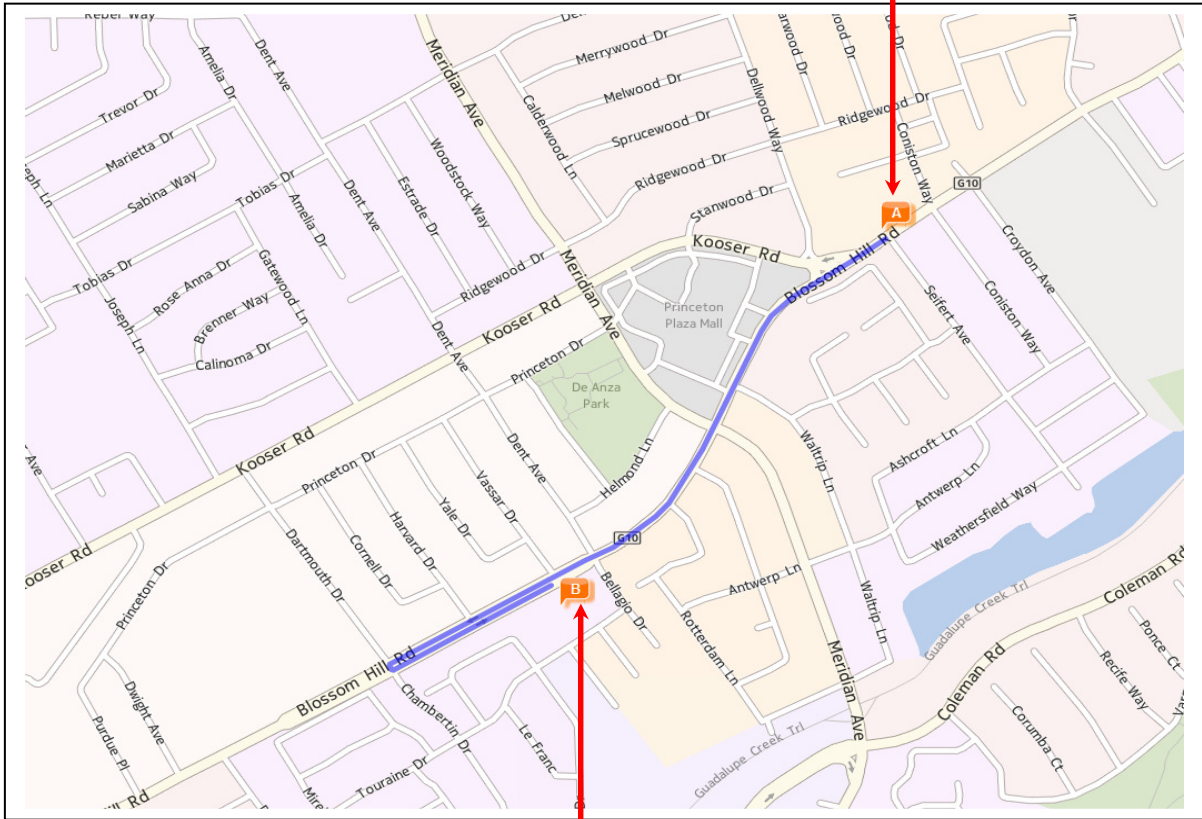 Reber Way
Amelia Dr
Dent Ave
Meridian Ave
Merrywood Dr
Melwood Dr
Sprucewood Dr
Calderwood Ln
Dellwood Way
Ridgewood Dr
Coniston Way
A
G10
Trevor Dr
Marietta Dr
Sabina Way
Tobias Dr
Woodstock Way
Estrade Dr
Dent Ave
Amelia Dr
Ridgewood Dr
Stanwood Dr
Kooser Rd
Blossom Hill Rd
Croydon Ave
Coniston Way
Seifert Ave
Tobias Dr
Rose Anna Dr
Brenner Way
Calinoma Dr
Gatewood Ln
Joseph Ln
Ridgewood Dr
Kooser Rd
Meridian Ave
Princeton
Plaza Mall
Dent Ave
Princeton Dr
De Anza
Park
Helmond Ln
Dent Ave
Vassar Dr
Yale Dr
Harvard Dr
Cornell Dr
Dartmouth Dr
Princeton Dr
Kooser Rd
Waltrip Ln
Ashcroft Ln
Antwerp Ln
Weathersfield Way
G10
B
Bellagio Dr
Antwerp Ln
Rotterdam Ln
Waltrip Ln
Meridian Ave
Guadalupe Creek Trl
Coleman Rd
Princeton Dr
Dwight Ave
Purdue Pl
Blossom Hill Rd
Chambertin Dr
Le Franc
Touraine Dr
Guadalupe Creek Trl
Coleman Rd
Corumba Ct
Recife Way
Ponce Ct